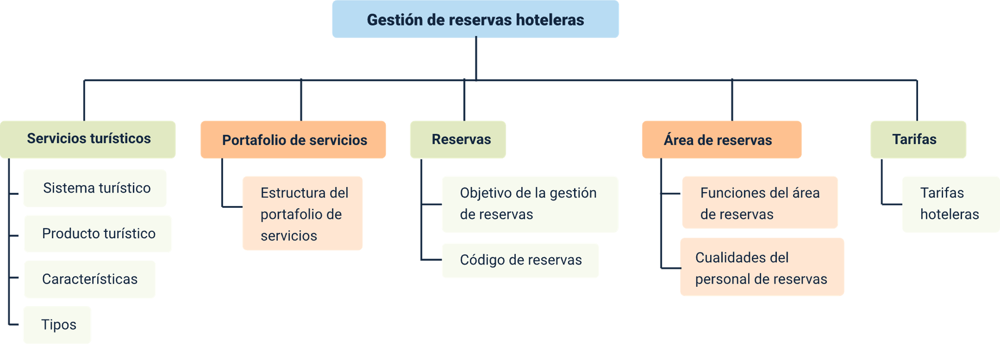 Gestión de reservas hoteleras
Servicios turísticos
Sistema turístico
Producto turístico
Características
Tipos
Portafolio de servicios
Estructura del
portafolio de
servicios
Reservas
Objetivo de la gestión
de reservas
Código de reservas
Área de reservas
Funciones del área
de reservas
Cualidades del
personal de reservas
Tarifas
Tarifas
hoteleras